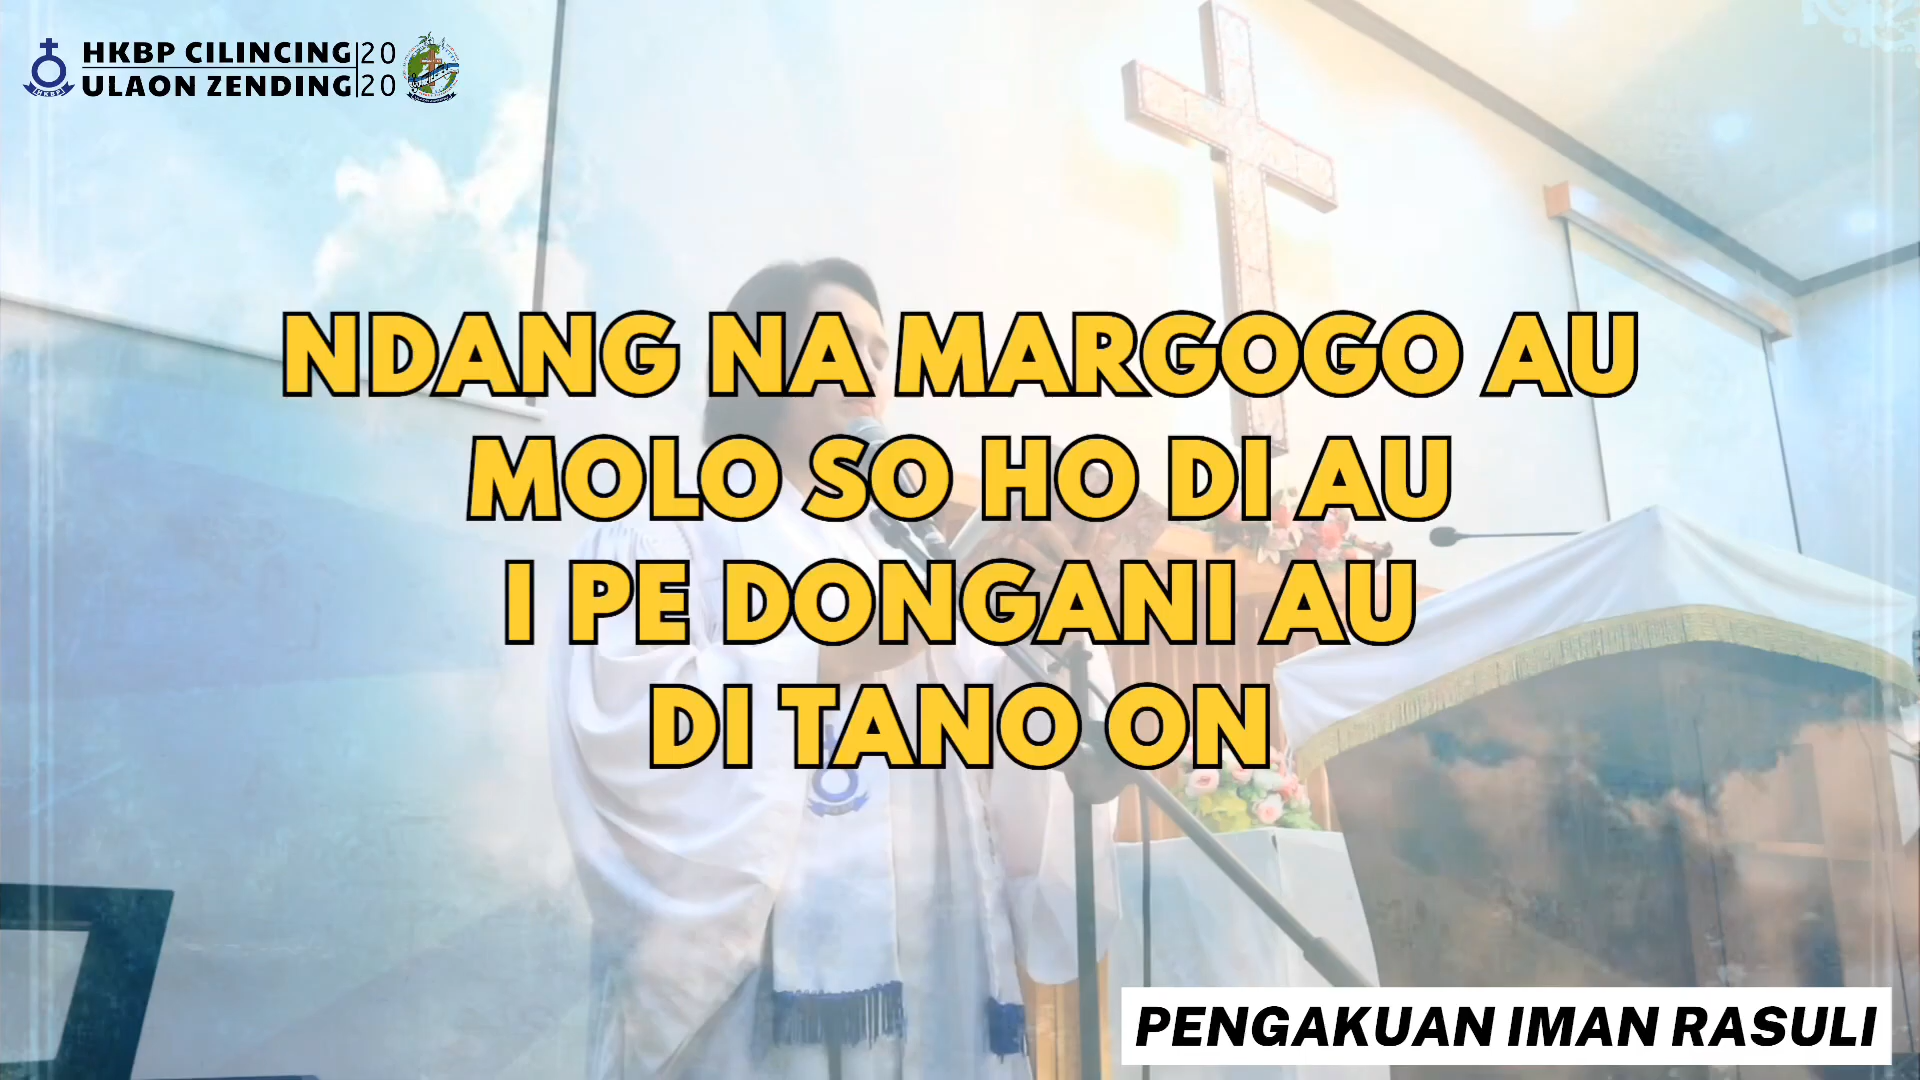 HKBP CILINCING 20
ULAON ZENDING 20
HKBP
NDANG NA MARGOGO AU
MOLO SO HO DI AU
I PE DONGANI AU
DI TANO ON
PENGAKUAN IMAN RASULI